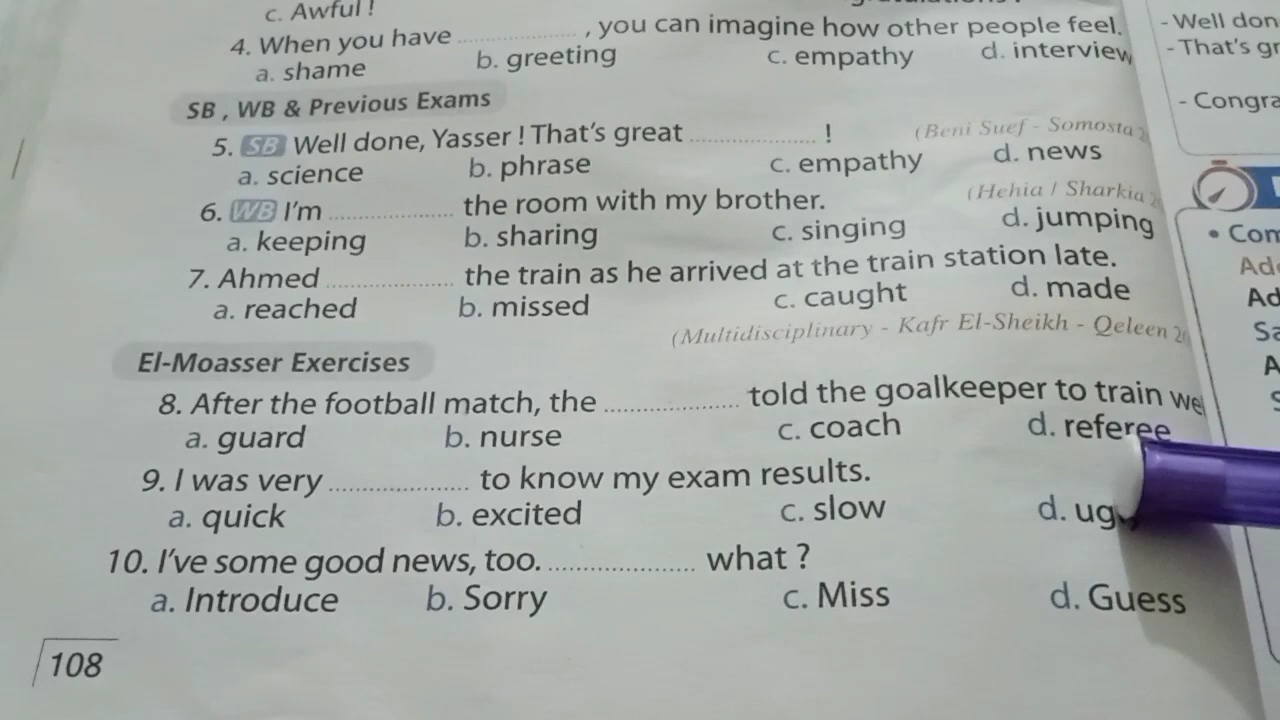 c. Awful !
4. When you have .................... , you can imagine how other people feel.
a. shame b. greeting c. empathy d. interview
SB , WB & Previous Exams
5. SB Well done, Yasser ! That's great .................... !
(Beni Suef - Somosta
a. science b. phrase c. empathy d. news
6. WB I'm .................... the room with my brother.
(Hehia / Sharkia
a. keeping b. sharing c. singing d. jumping
7. Ahmed .................... the train as he arrived at the train station late.
a. reached b. missed c. caught d. made
(Multidisciplinary - Kafr El-Sheikh - Qeleen
El-Moasser Exercises
8. After the football match, the .................... told the goalkeeper to train we
a. guard b. nurse c. coach d. referee
9. I was very .................... to know my exam results.
a. quick b. excited c. slow d. ug
10. I've some good news, too. .................... what ?
a. Introduce b. Sorry c. Miss d. Guess
108
- Well don
- That's gr
- Congra
• Con
Ad
Sa
A